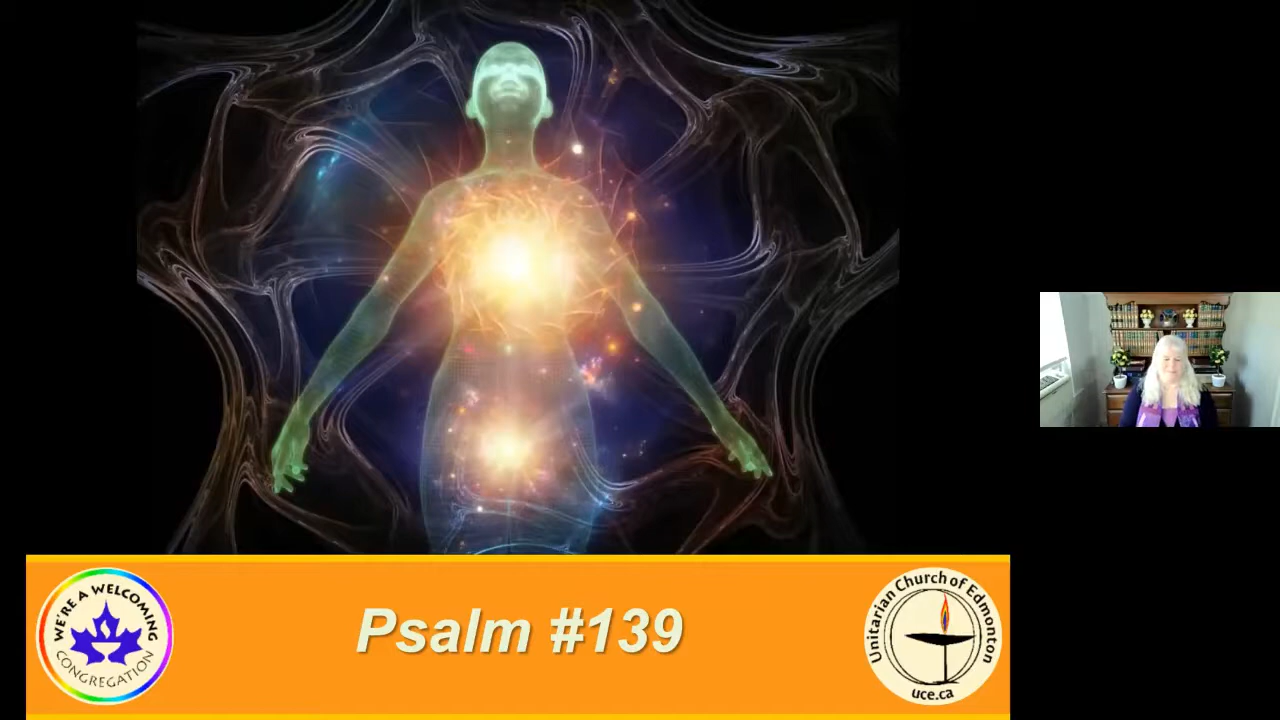 WE'RE A WELCOMING
CONGREGATION
Psalm #139
Unitarian Church of Edmonton
uce.ca